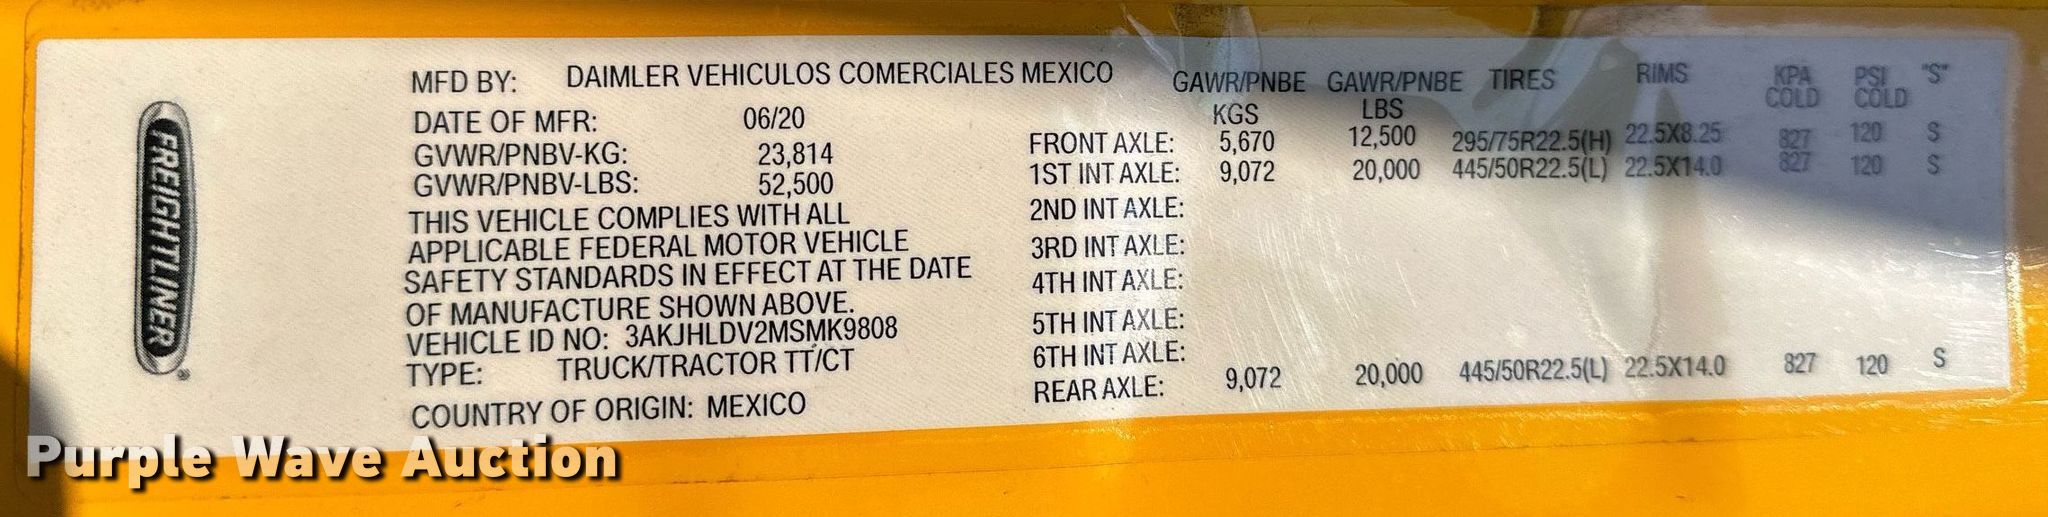 FREIGHTLINER®
MFD BY: DAIMLER VEHICULOS COMERCIALES MEXICO
DATE OF MFR: 06/20
GVWR/PNBV-KG: 23,814
GVWR/PNBV-LBS: 52,500
THIS VEHICLE COMPLIES WITH ALL
APPLICABLE FEDERAL MOTOR VEHICLE
SAFETY STANDARDS IN EFFECT AT THE DATE
OF MANUFACTURE SHOWN ABOVE.
VEHICLE ID NO: 3AKJHLDV2MSMK9808
TYPE: TRUCK/TRACTOR TT/CT
COUNTRY OF ORIGIN: MEXICO
GAWR/PNBE GAWR/PNBE TIRES RIMS KPA PSI "S"
KGS LBS COLD COLD
FRONT AXLE: 5,670 12,500 295/75R22.5(H) 22.5X8.25 827 120 S
1ST INT AXLE: 9,072 20,000 445/50R22.5(L) 22.5X14.0 827 120 S
2ND INT AXLE:
3RD INT AXLE:
4TH INT AXLE:
5TH INT AXLE:
6TH INT AXLE:
REAR AXLE: 9,072 20,000 445/50R22.5(L) 22.5X14.0 827 120 S
Purple Wave Auction